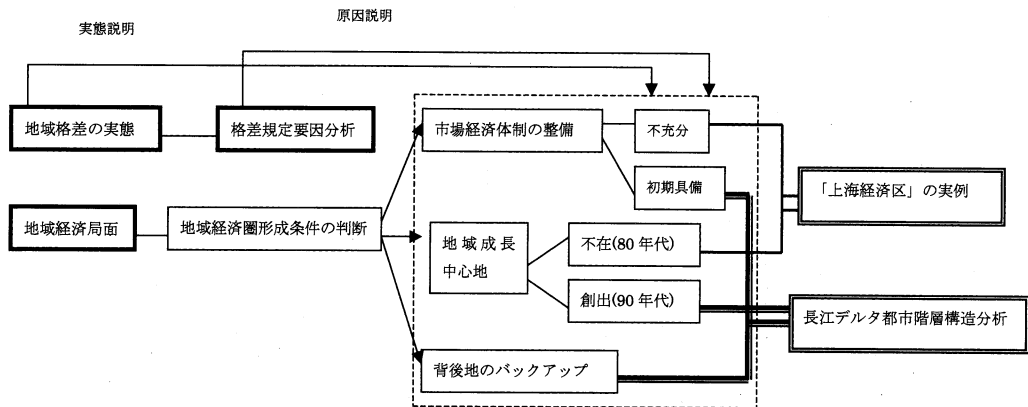 原因説明
実態説明
地域格差の実態
格差規定要因分析
市場経済体制の整備
不充分
初期具備
「上海経済区」の実例
地域経済局面
地域経済圏形成条件の判断
地域成長
中心地
不在(80年代)
創出(90年代)
長江デルタ都市階層構造分析
背後地のバックアップ